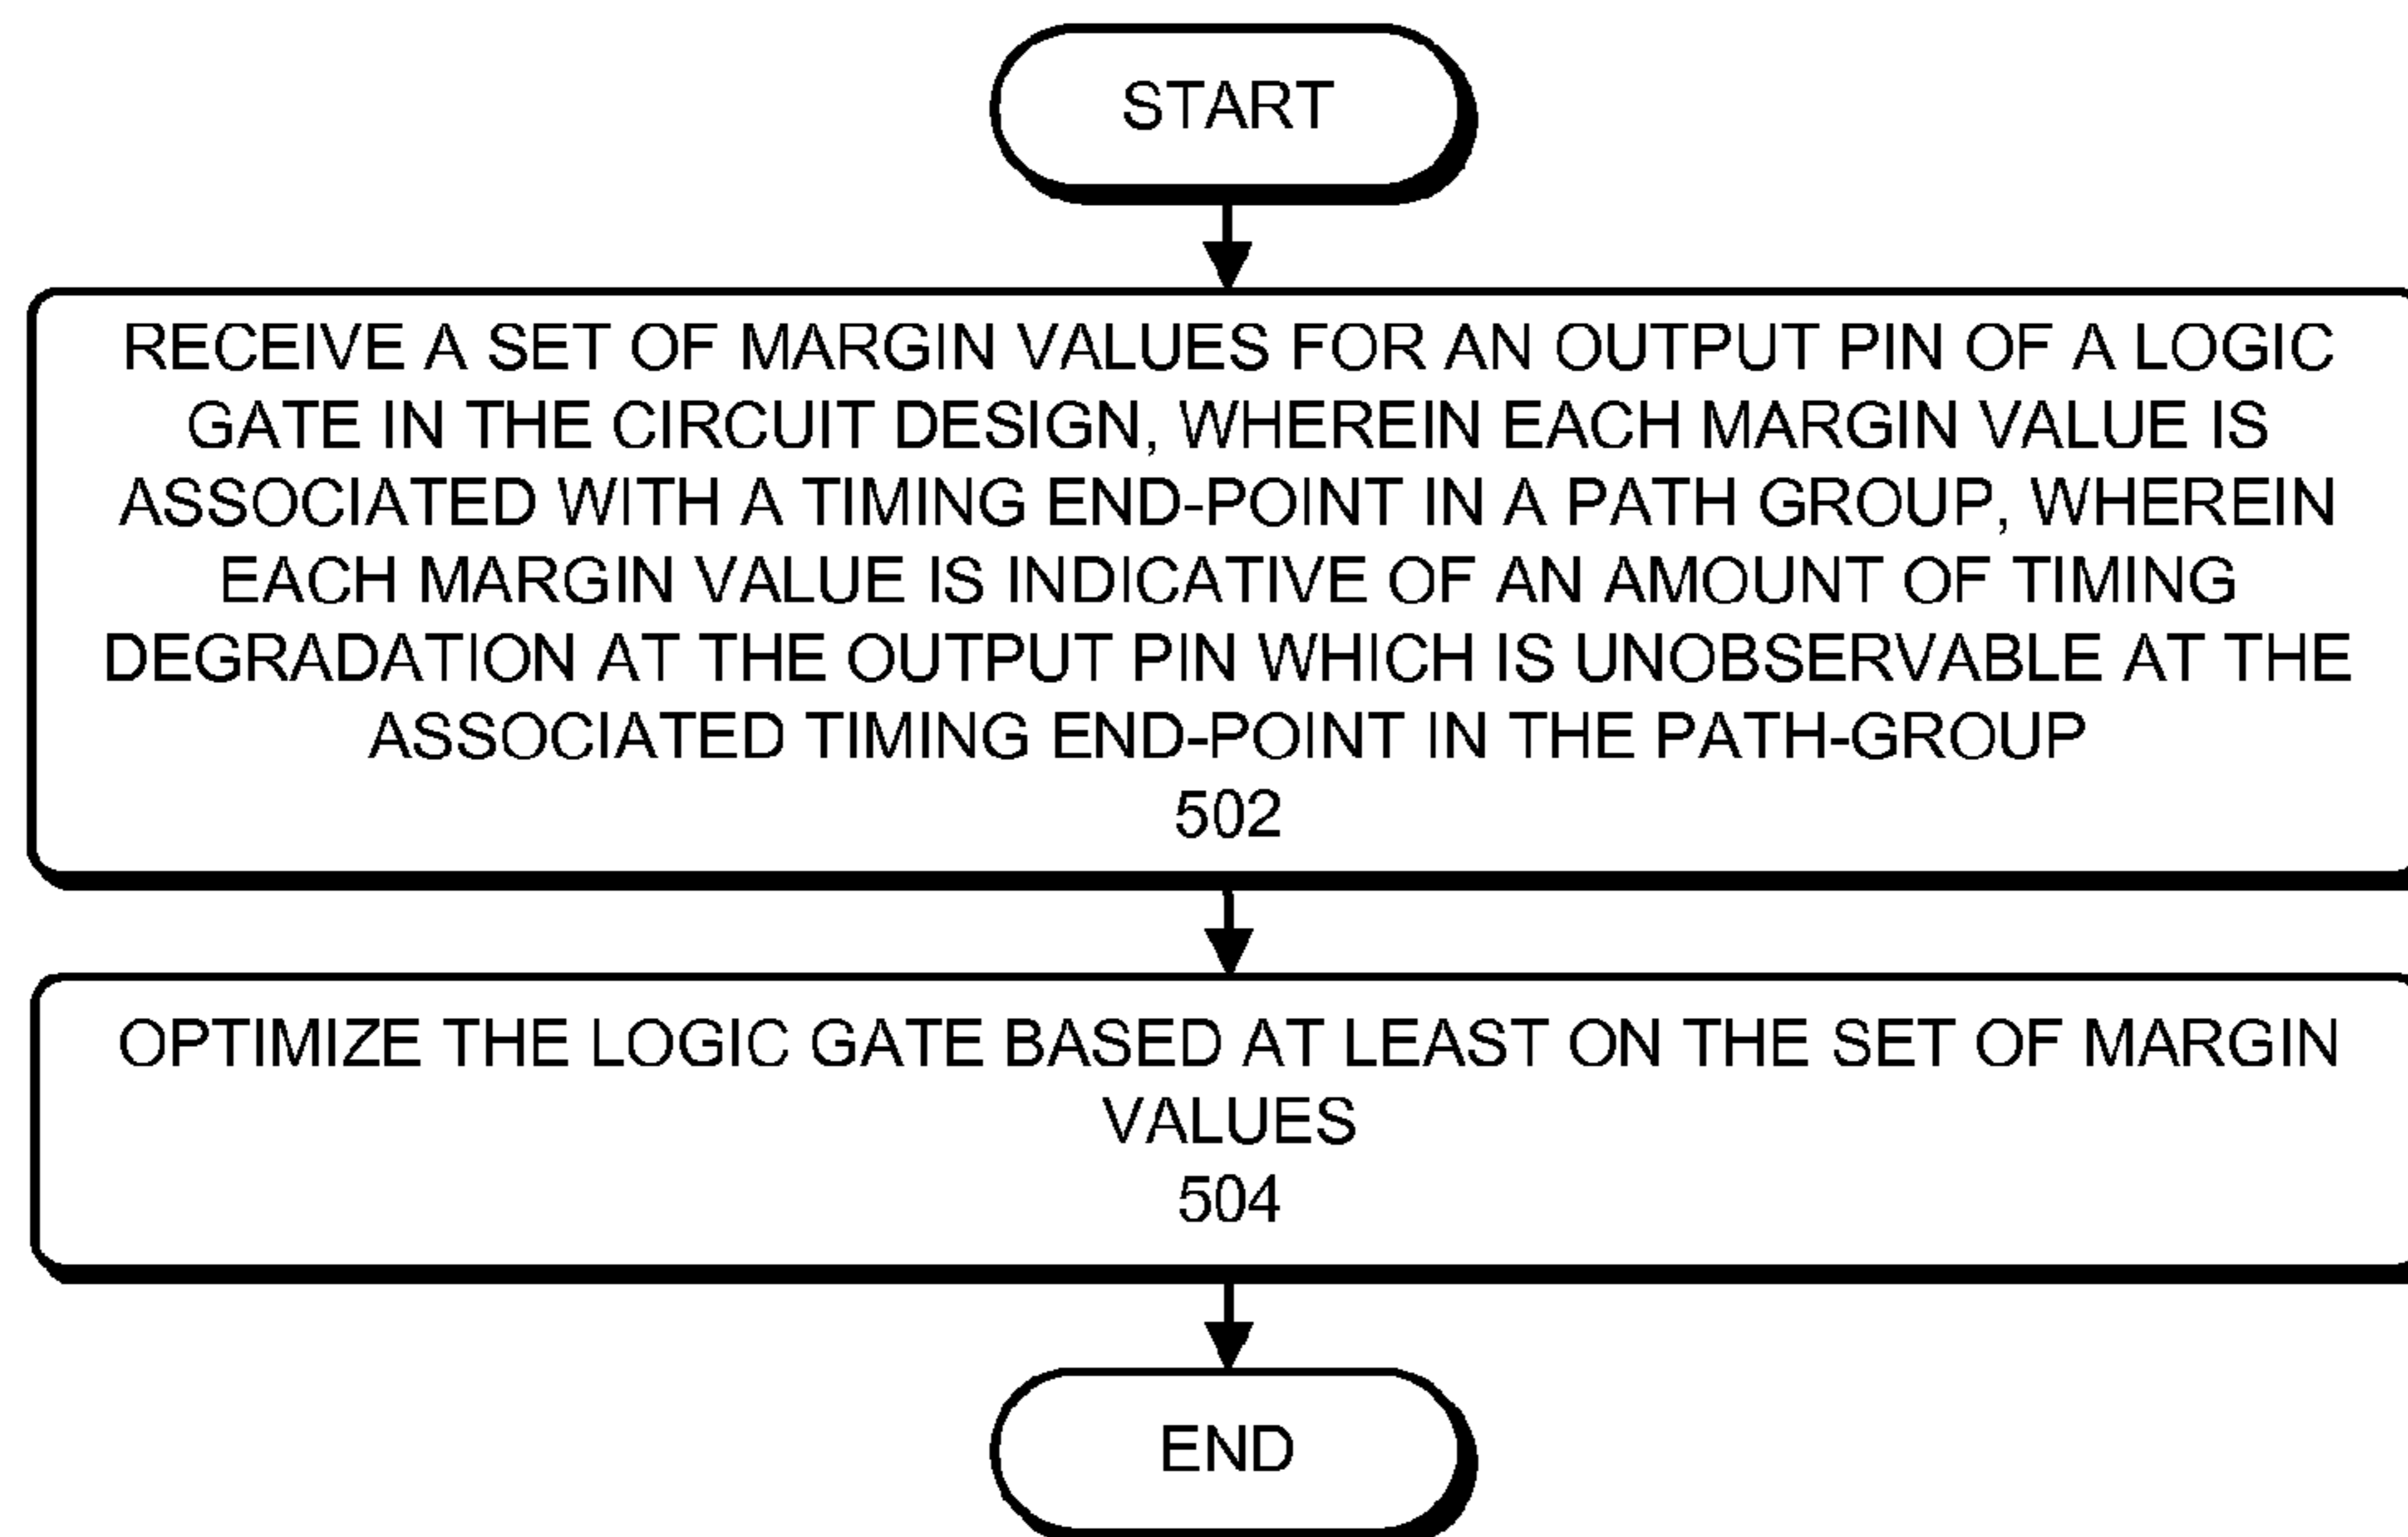 START
RECEIVE A SET OF MARGIN VALUES FOR AN OUTPUT PIN OF A LOGIC
GATE IN THE CIRCUIT DESIGN, WHEREIN EACH MARGIN VALUE IS
ASSOCIATED WITH A TIMING END-POINT IN A PATH GROUP, WHEREIN
EACH MARGIN VALUE IS INDICATIVE OF AN AMOUNT OF TIMING
DEGRADATION AT THE OUTPUT PIN WHICH IS UNOBSERVABLE AT THE
ASSOCIATED TIMING END-POINT IN THE PATH-GROUP
502
OPTIMIZE THE LOGIC GATE BASED AT LEAST ON THE SET OF MARGIN
VALUES
504
END